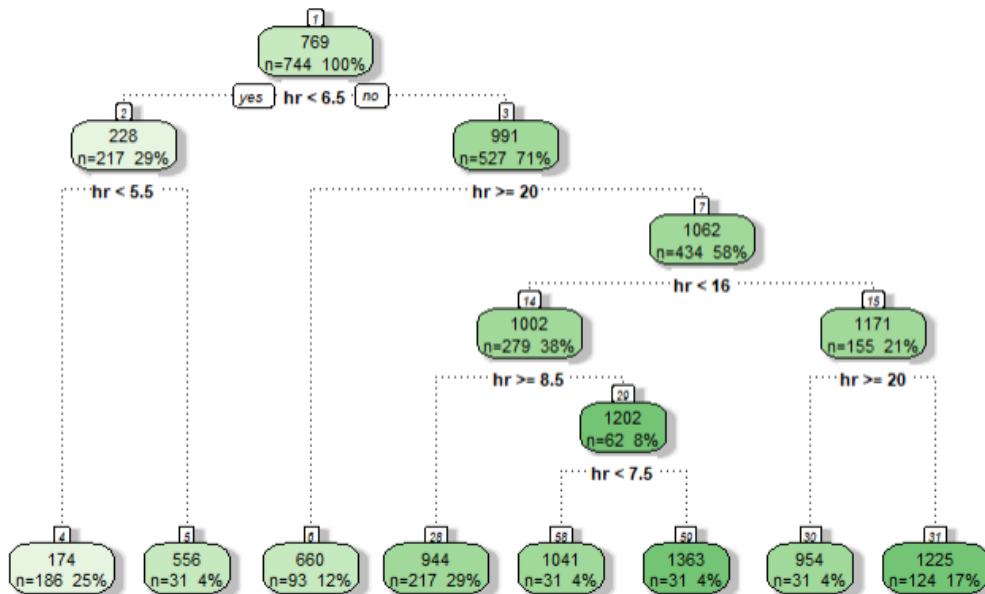 1
769
n=744 100%
yes hr < 6.5 no
2
3
228
n=217 29%
991
n=527 71%
hr < 5.5
hr >= 20
7
1062
n=434 58%
hr < 16
14
15
1002
n=279 38%
1171
n=155 21%
hr >= 8.5
hr >= 20
29
1202
n=62 8%
hr < 7.5
4
5
6
28
58
59
30
31
174
n=186 25%
556
n=31 4%
660
n=93 12%
944
n=217 29%
1041
n=31 4%
1363
n=31 4%
954
n=31 4%
1225
n=124 17%